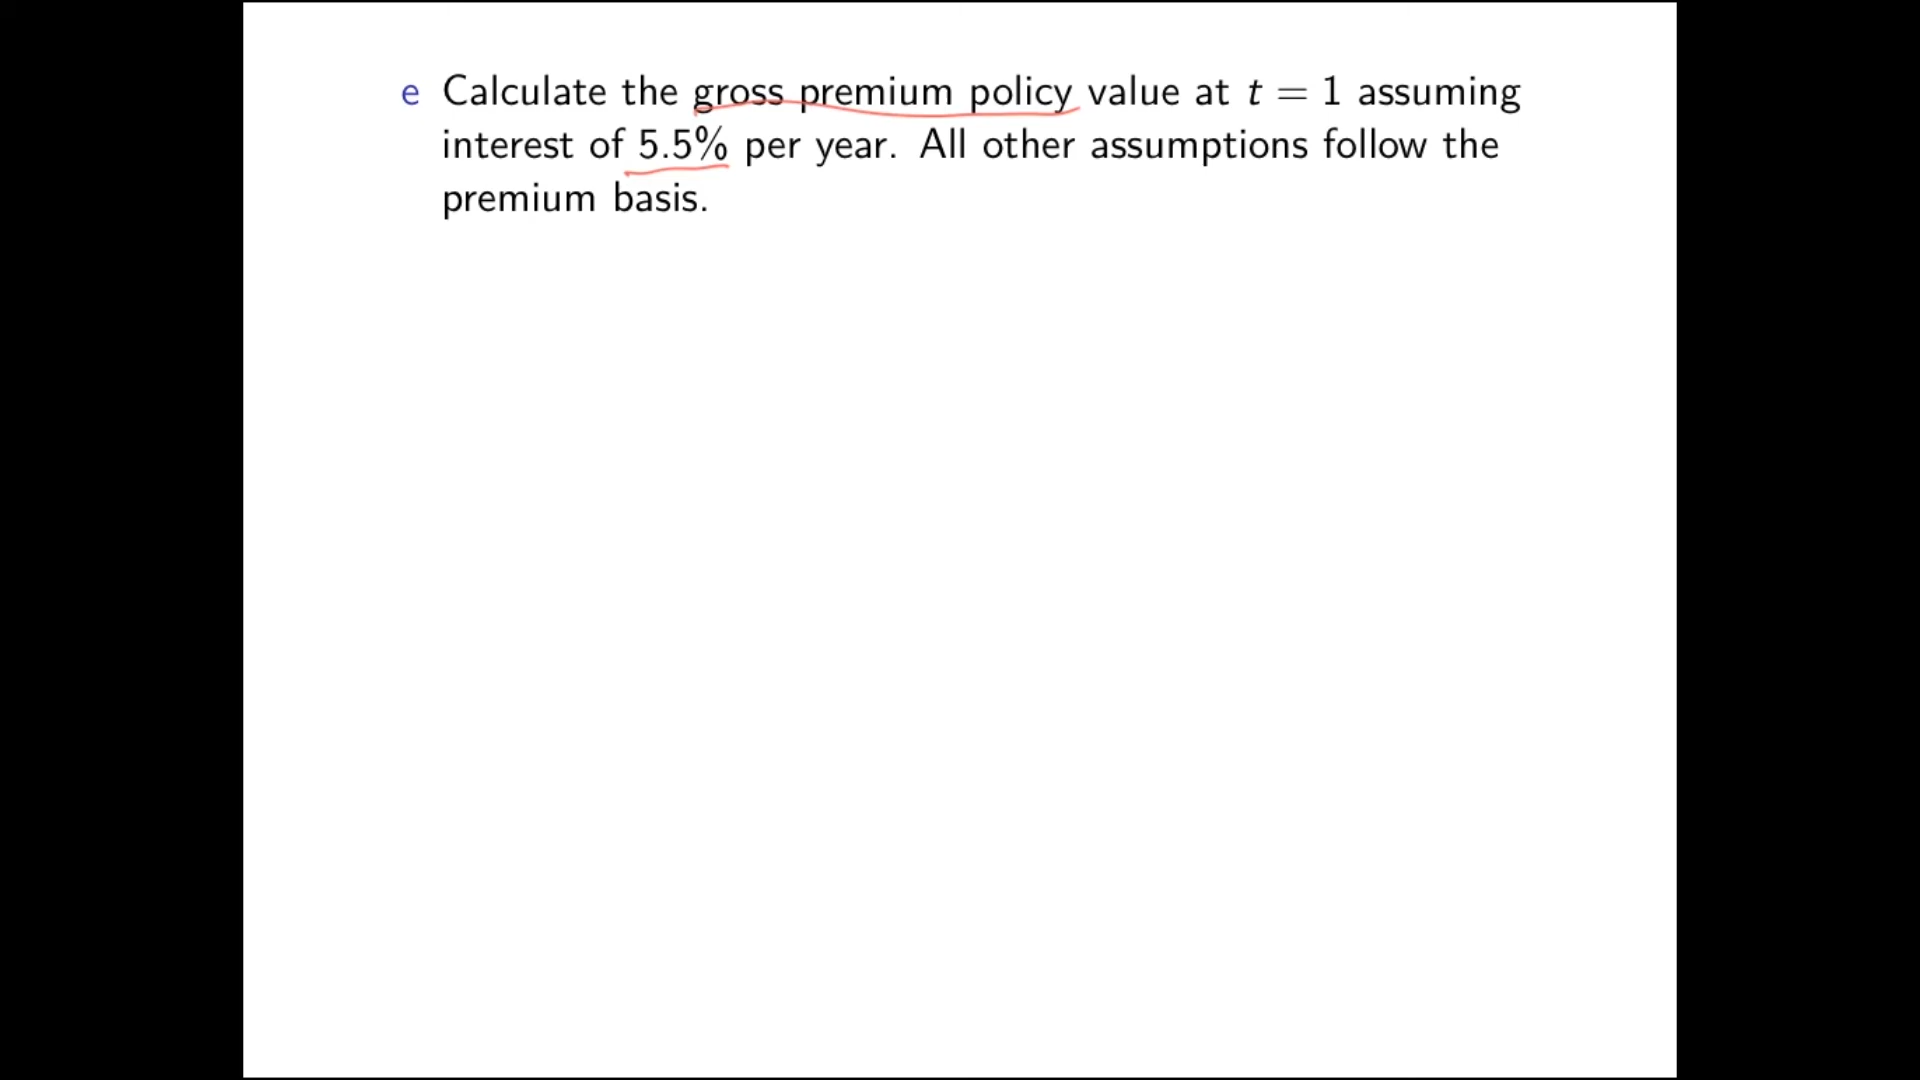 e Calculate the gross premium policy value at t = 1 assuming
interest of 5.5% per year. All other assumptions follow the
premium basis.